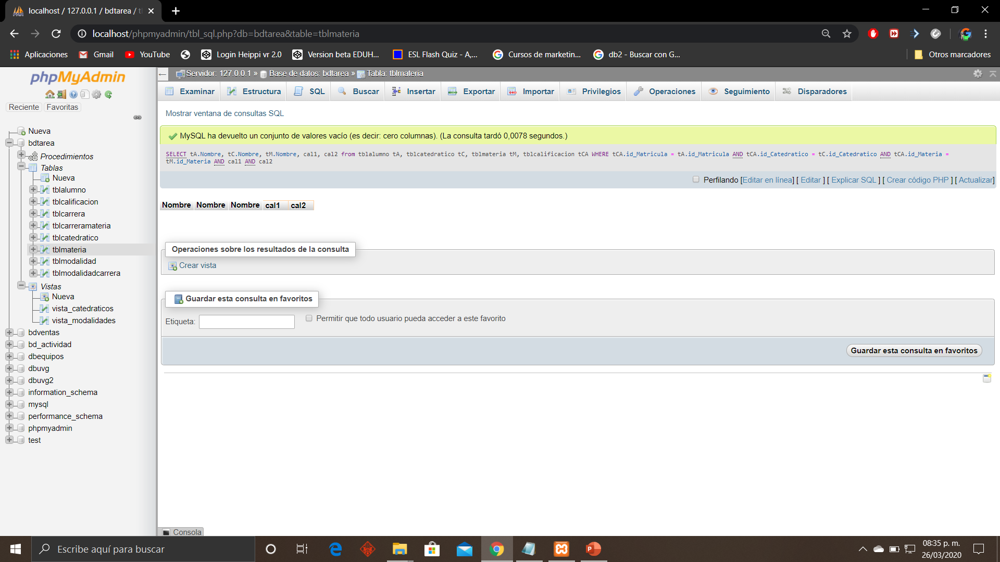 localhost / 127.0.0.1 / bdtarea / t
localhost/phpmyadmin/tbl_sql.php?db=bdtarea&table=tblmateria
Aplicaciones
Gmail
YouTube
Login Heippi vr 2.0
Version beta EDUH...
ESL Flash Quiz - A,...
Cursos de marketin...
db2 - Buscar con G...
Otros marcadores
phpMyAdmin
Reciente
Favoritas
Nueva
bdtarea
Procedimientos
Tablas
Nueva
tblalumno
tblcalificacion
tblcarrera
tblcarreramateria
tblcatedratico
tblmateria
tblmodalidad
tblmodalidadcarrera
Vistas
Nueva
vista_catedraticos
vista_modalidades
bdventas
bd_actividad
dbequipos
dbuvg
dbuvg2
information_schema
mysql
performance_schema
phpmyadmin
test
Servidor: 127.0.0.1 » Base de datos: bdtarea » Tabla: tblmateria
Examinar
Estructura
SQL
Buscar
Insertar
Exportar
Importar
Privilegios
Operaciones
Seguimiento
Disparadores
Mostrar ventana de consultas SQL
MySQL ha devuelto un conjunto de valores vacío (es decir: cero columnas). (La consulta tardó 0,0078 segundos.)
SELECT tA.Nombre, tC.Nombre, tM.Nombre, cal1, cal2 from tblalumno tA, tblcatedratico tC, tblmateria tM, tblcalificacion tCA WHERE tCA.id_Matricula = tA.id_Matricula AND tCA.id_Catedratico = tC.id_Catedratico AND tCA.id_Materia =
tM.id_Materia AND cal1 AND cal2
Perfilando [Editar en línea] [ Editar ] [ Explicar SQL ] [ Crear código PHP ] [ Actualizar]
Nombre Nombre Nombre cal1 cal2
Operaciones sobre los resultados de la consulta
Crear vista
Guardar esta consulta en favoritos
Etiqueta:
Permitir que todo usuario pueda acceder a este favorito
Guardar esta consulta en favoritos
Consola
Escribe aquí para buscar
08:35 p. m.
26/03/2020